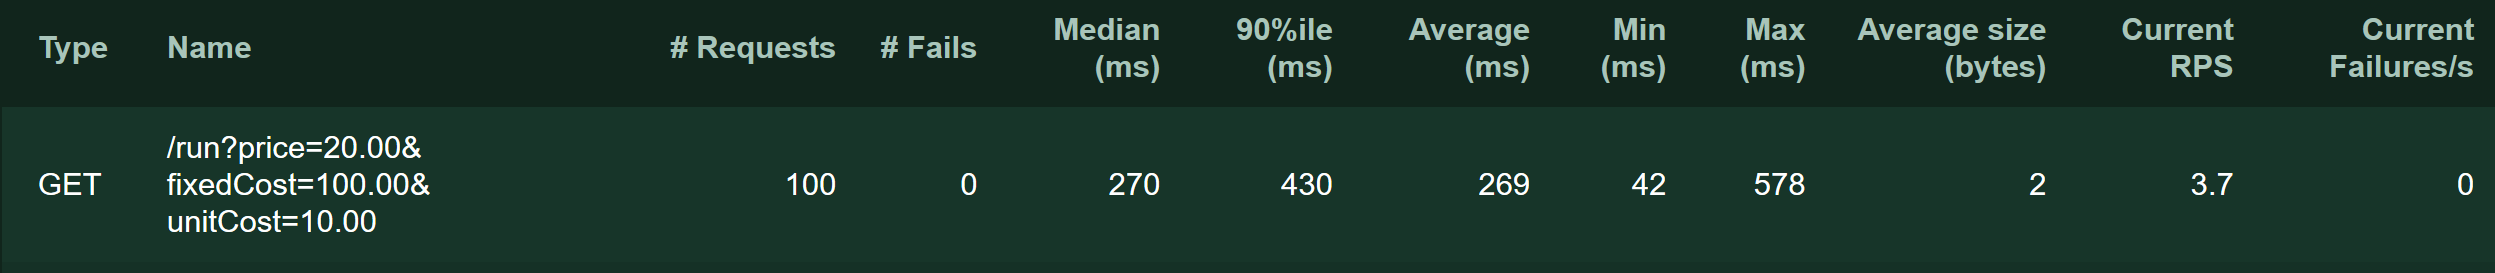 Type Name # Requests # Fails Median (ms) 90%ile (ms) Average (ms) Min (ms) Max (ms) Average size (bytes) Current RPS Current Failures/s
GET /run?price=20.00& fixedCost=100.00& unitCost=10.00 100 0 270 430 269 42 578 2 3.7 0